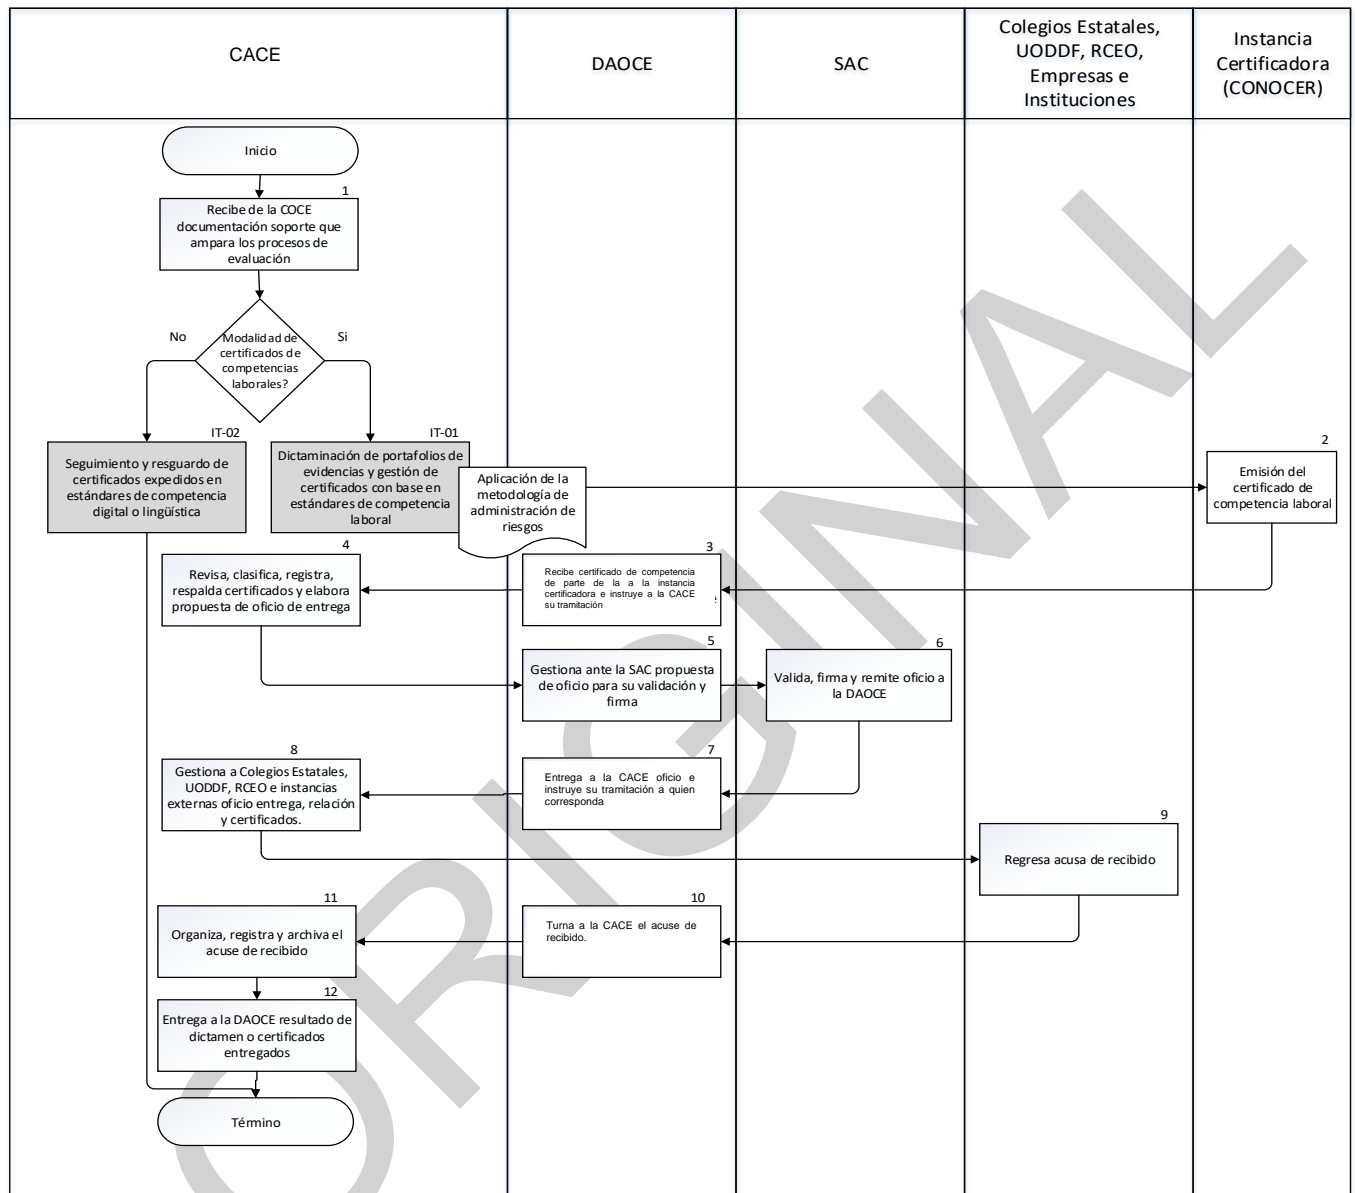 CACE
DAOCE
SAC
Colegios Estatales,
UODDF, RCEO,
Empresas e
Instituciones
Instancia
Certificadora
(CONOCER)
Inicio
1
Recibe de la COCE
documentación soporte que
ampara los procesos de
evaluación
No
Modalidad de
certificados de
competencias
laborales?
Si
IT-02
Seguimiento y resguardo de
certificados expedidos en
estándares de competencia
digital o lingüística
IT-01
Dictaminación de portafolios de
evidencias y gestión de
certificados con base en
estándares de competencia
laboral
Aplicación de la
metodología de
administración de
riesgos
2
Emisión del
certificado de
competencia laboral
4
Revisa, clasifica, registra,
respalda certificados y elabora
propuesta de oficio de entrega
3
Recibe certificado de competencia
de parte de la a la instancia
certificadora e instruye a la CACE
su tramitación
5
Gestiona ante la SAC propuesta
de oficio para su validación y
firma
6
Valida, firma y remite oficio a
la DAOCE
8
Gestiona a Colegios Estatales,
UODDF, RCEO e instancias
externas oficio entrega, relación
y certificados.
7
Entrega a la CACE oficio e
instruye su tramitación a quien
corresponda
9
Regresa acusa de recibido
11
Organiza, registra y archiva el
acuse de recibido
10
Turna a la CACE el acuse de
recibido.
12
Entrega a la DAOCE resultado de
dictamen o certificados
entregados
Término
ORIGINAL